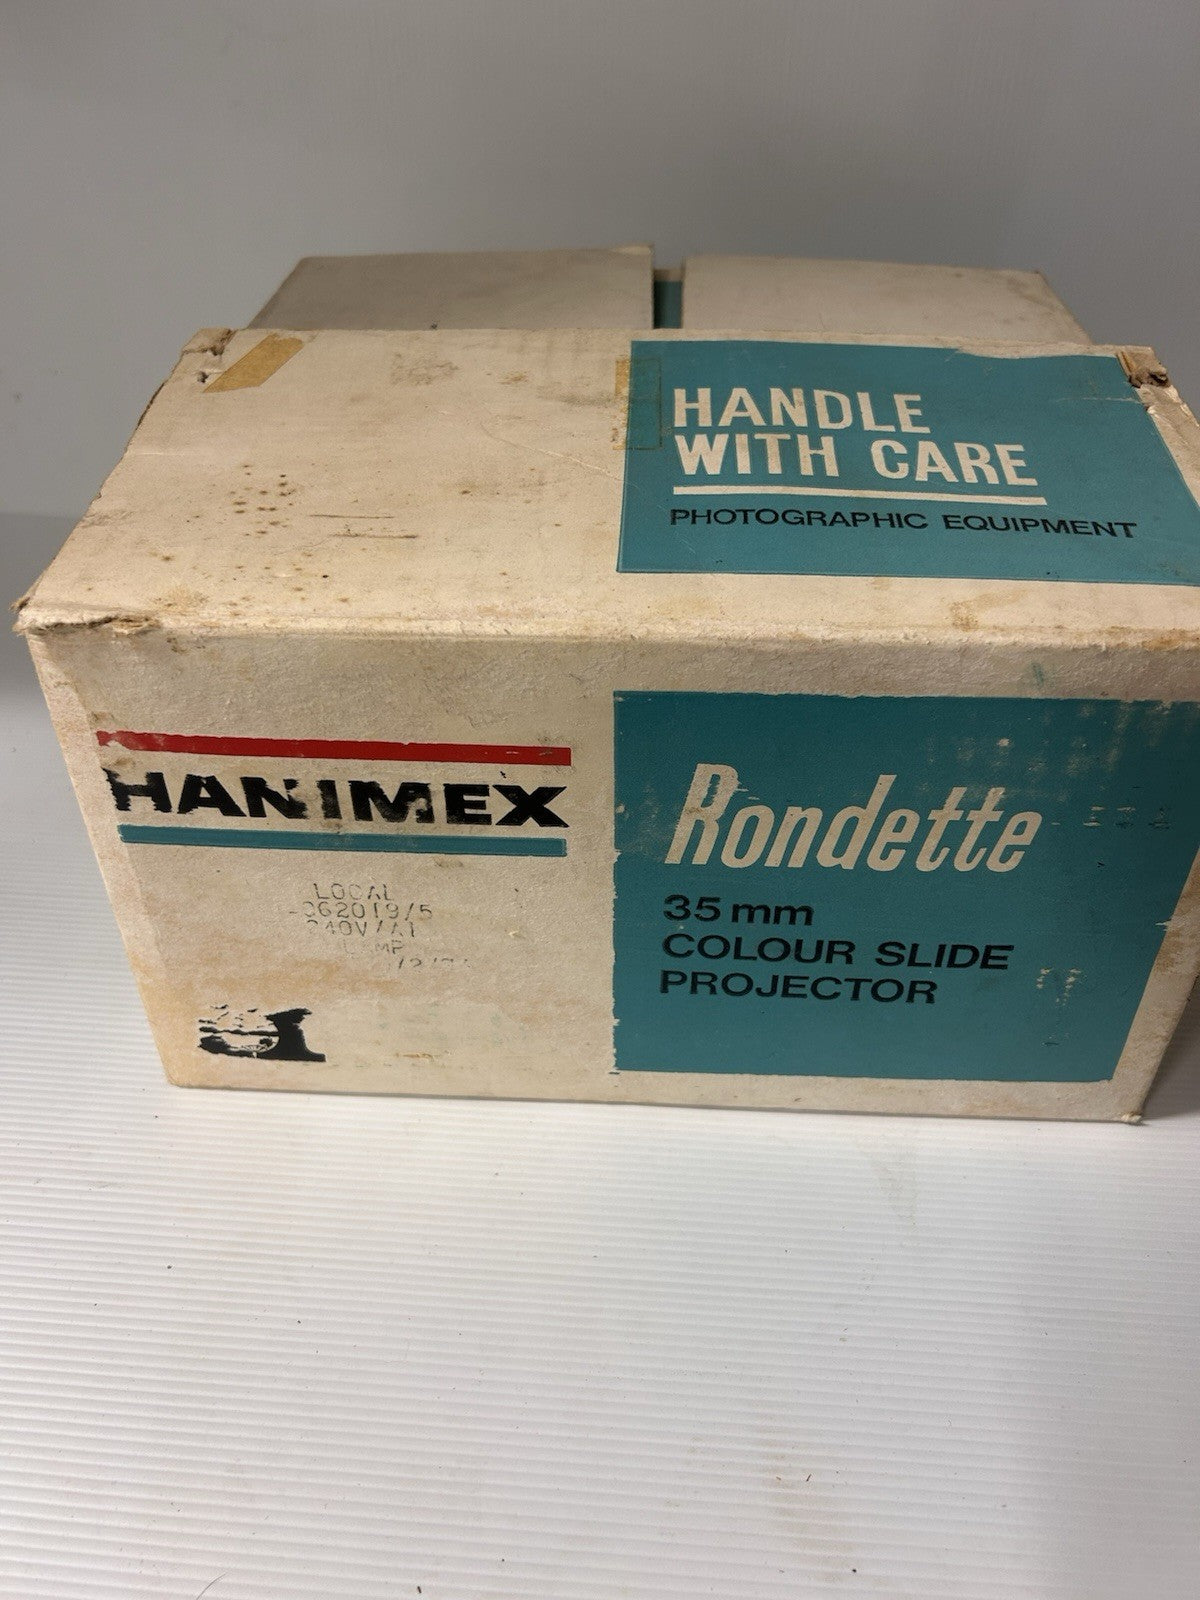 HANDLE
WITH CARE
PHOTOGRAPHIC EQUIPMENT
HANIMEX
LOCAL
Rondette
35mm
COLOUR SLIDE
PROJECTOR